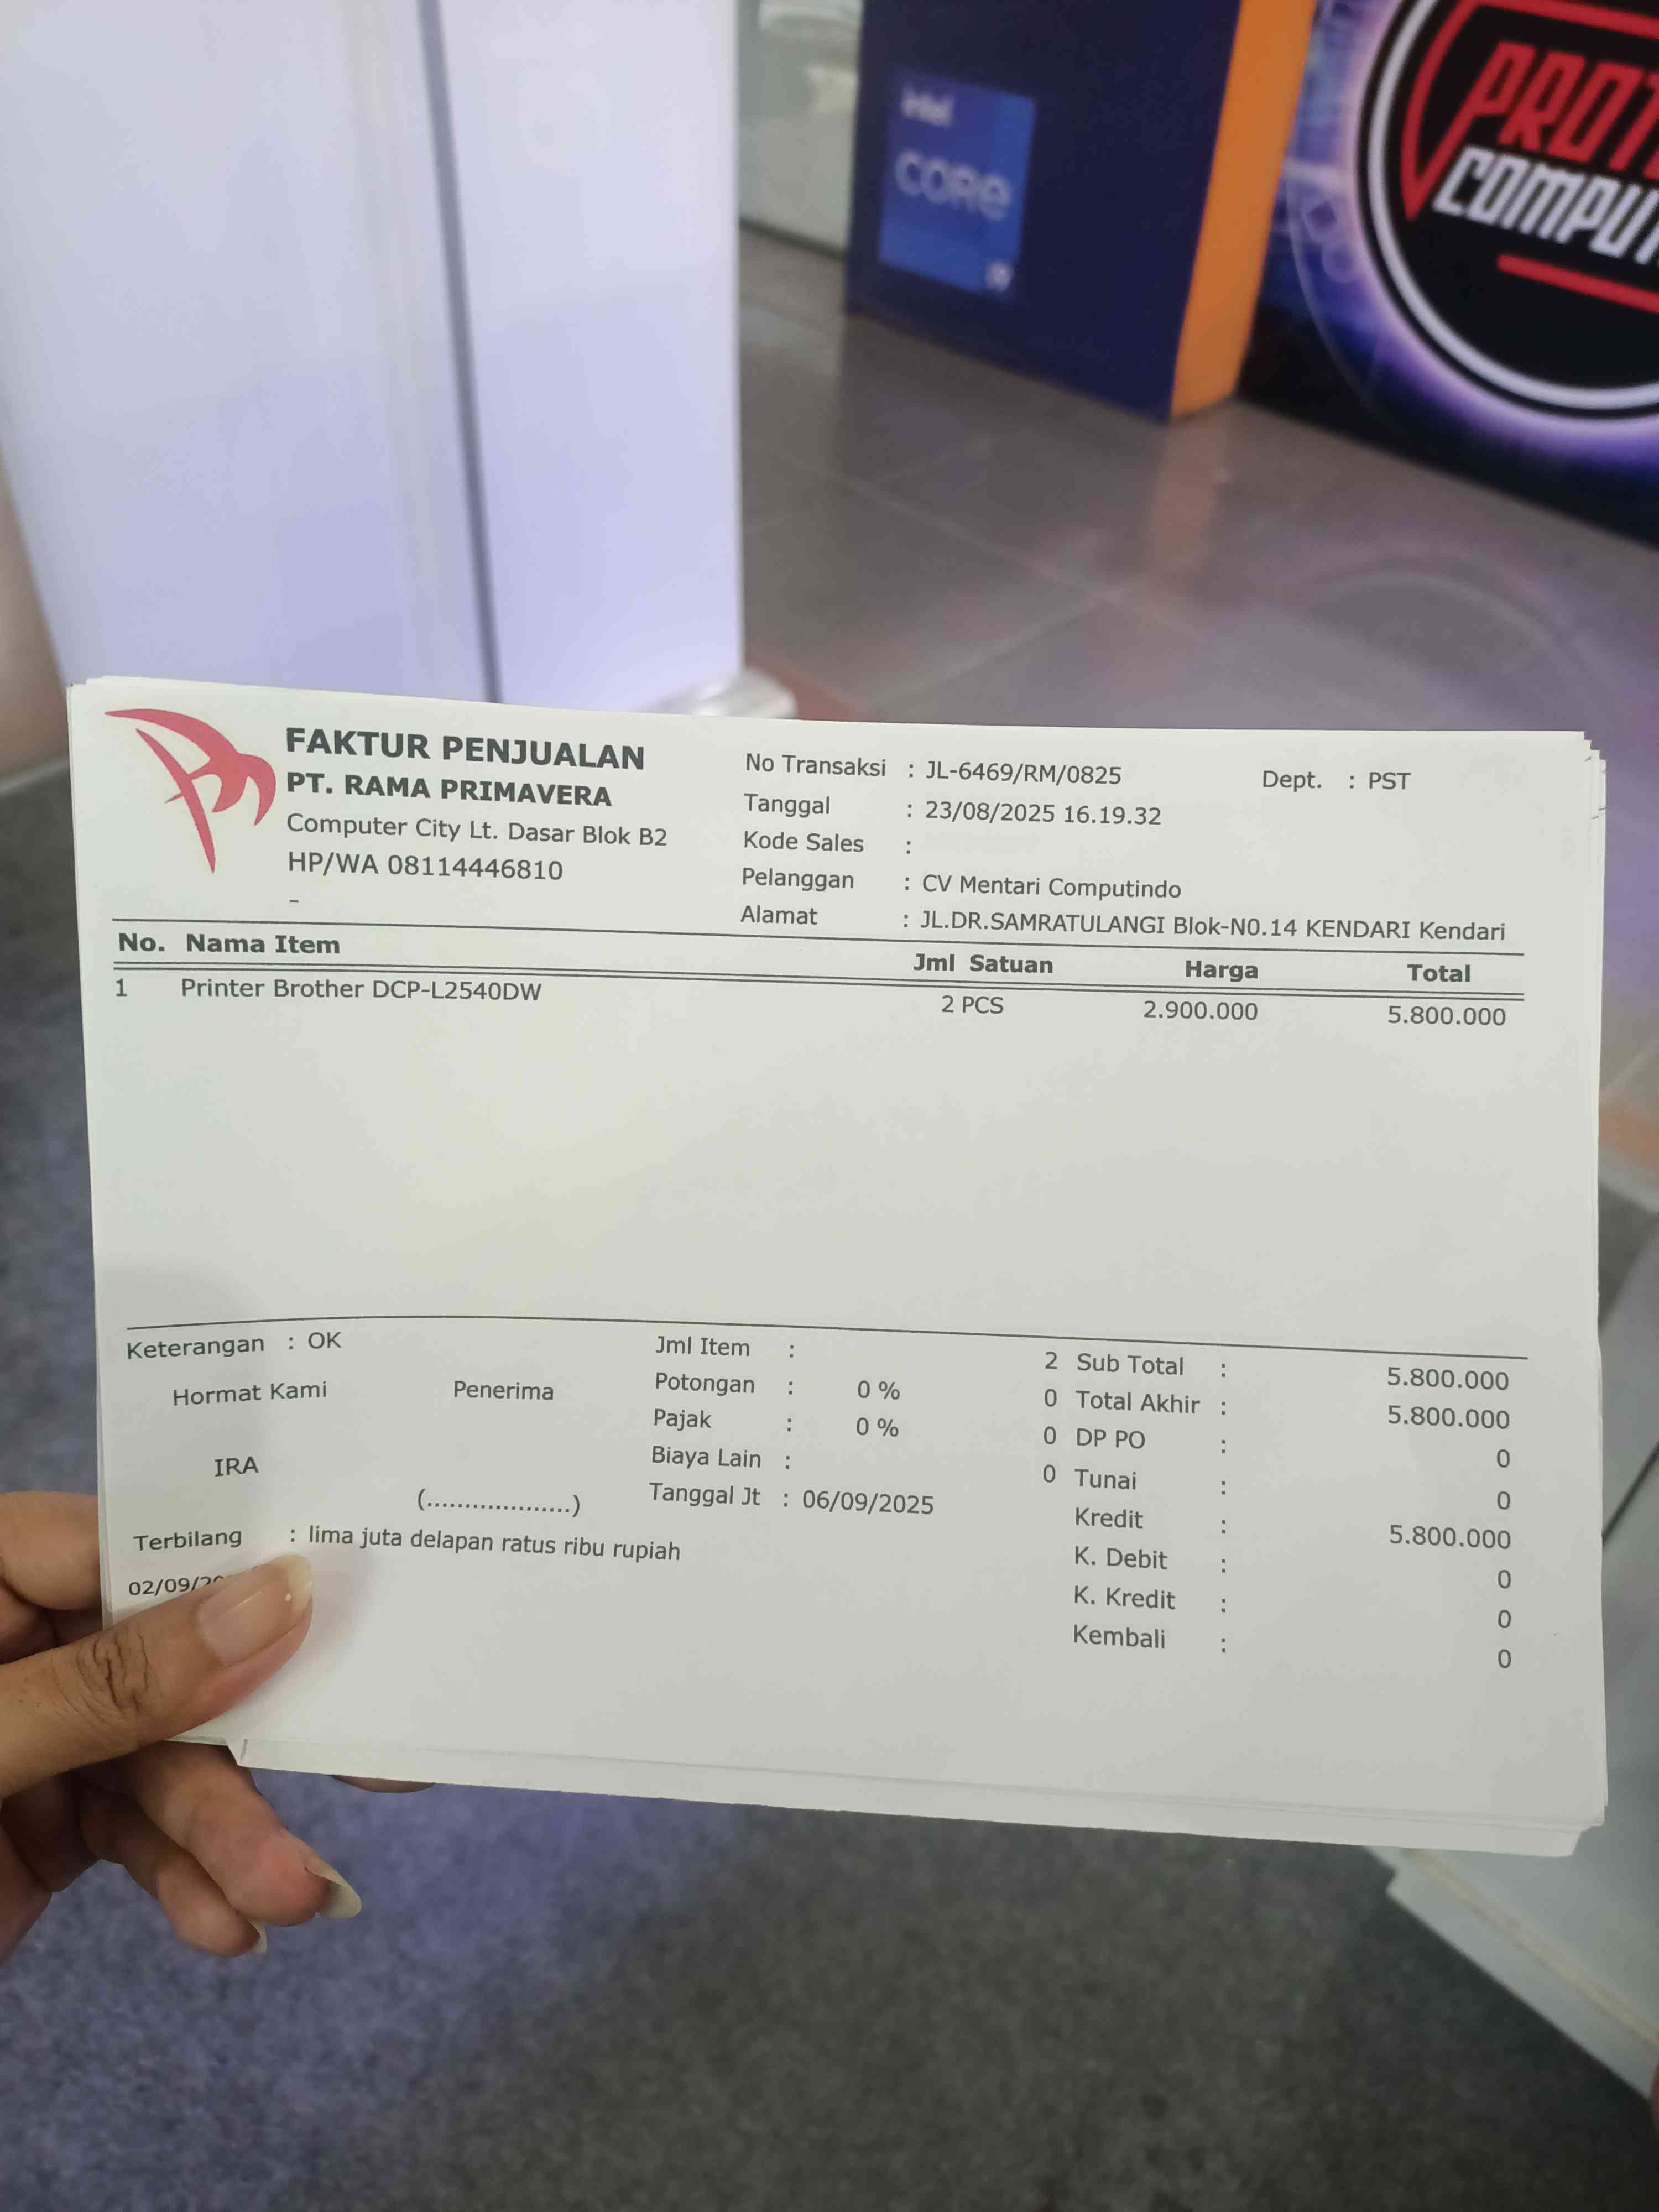 intel
CORE
i9
COMPU
FAKTUR PENJUALAN
PT. RAMA PRIMAVERA
Computer City Lt. Dasar Blok B2
HP/WA 08114446810
-
No Transaksi : JL-6469/RM/0825 Dept. : PST
Tanggal : 23/08/2025 16.19.32
Kode Sales :
Pelanggan : CV Mentari Computindo
Alamat : JL.DR.SAMRATULANGI Blok-N0.14 KENDARI Kendari
No. Nama Item Jml Satuan Harga Total
1 Printer Brother DCP-L2540DW 2 PCS 2.900.000 5.800.000
Keterangan : OK
Hormat Kami Penerima
IRA
(...................)
Jml Item : 2
Potongan : 0 % 0
Pajak : 0 % 0
Biaya Lain : 0
Tanggal Jt : 06/09/2025
Sub Total : 5.800.000
Total Akhir : 5.800.000
DP PO : 0
Tunai : 0
Kredit : 5.800.000
K. Debit : 0
K. Kredit : 0
Kembali : 0
Terbilang : lima juta delapan ratus ribu rupiah
02/09/